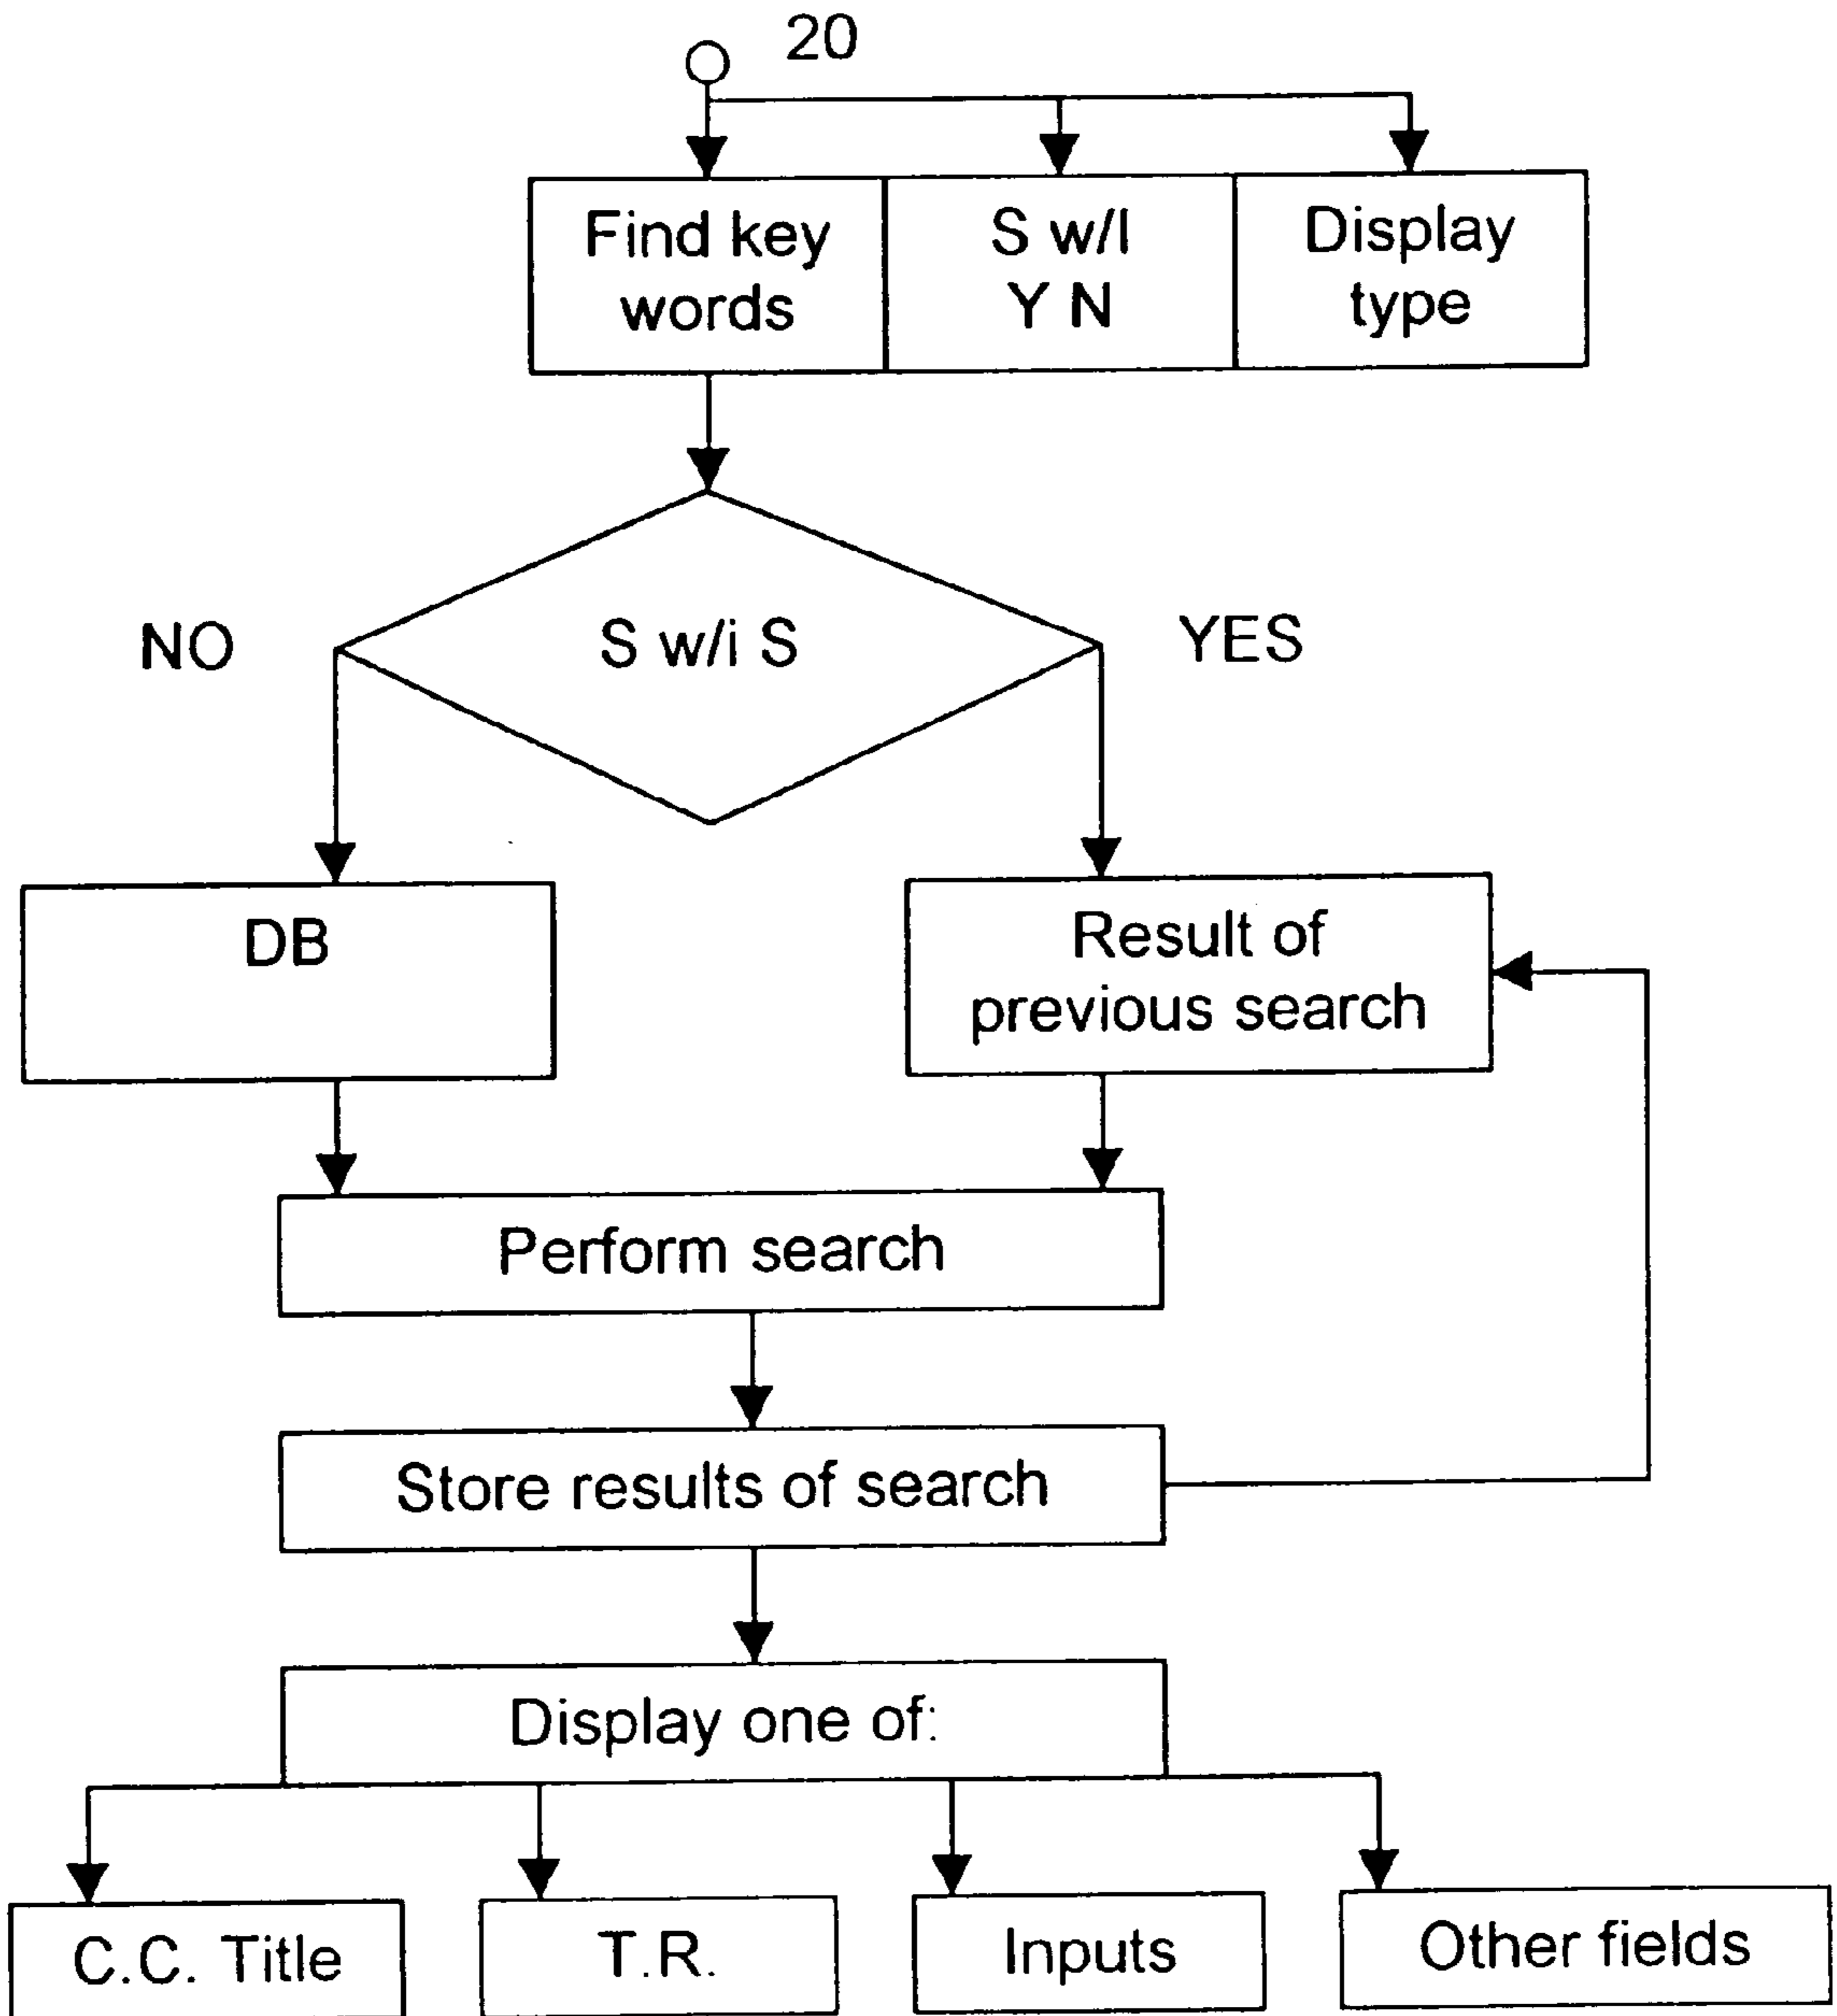 20
Find key
words
S w/I
Y N
Display
type
NO
S w/i S
YES
DB
Result of
previous search
Perform search
Store results of search
Display one of:
C.C. Title
T.R.
Inputs
Other fields